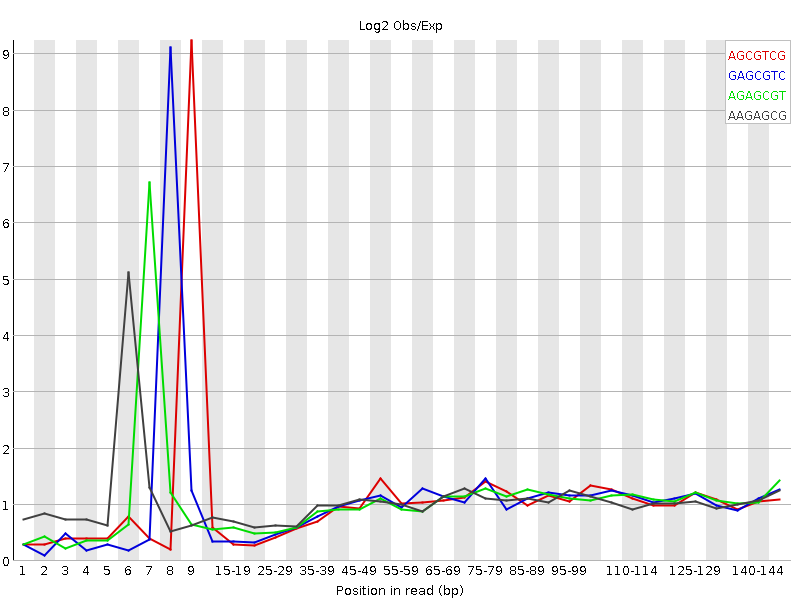 Log2 Obs/Exp
AGCGTCG
GAGCGTC
AGAGCGT
AAGAGCG
9
8
7
6
5
4
3
2
1
0
1 2 3 4 5 6 7 8 9 15-19 25-29 35-39 45-49 55-59 65-69 75-79 85-89 95-99 110-114 125-129 140-144
Position in read (bp)